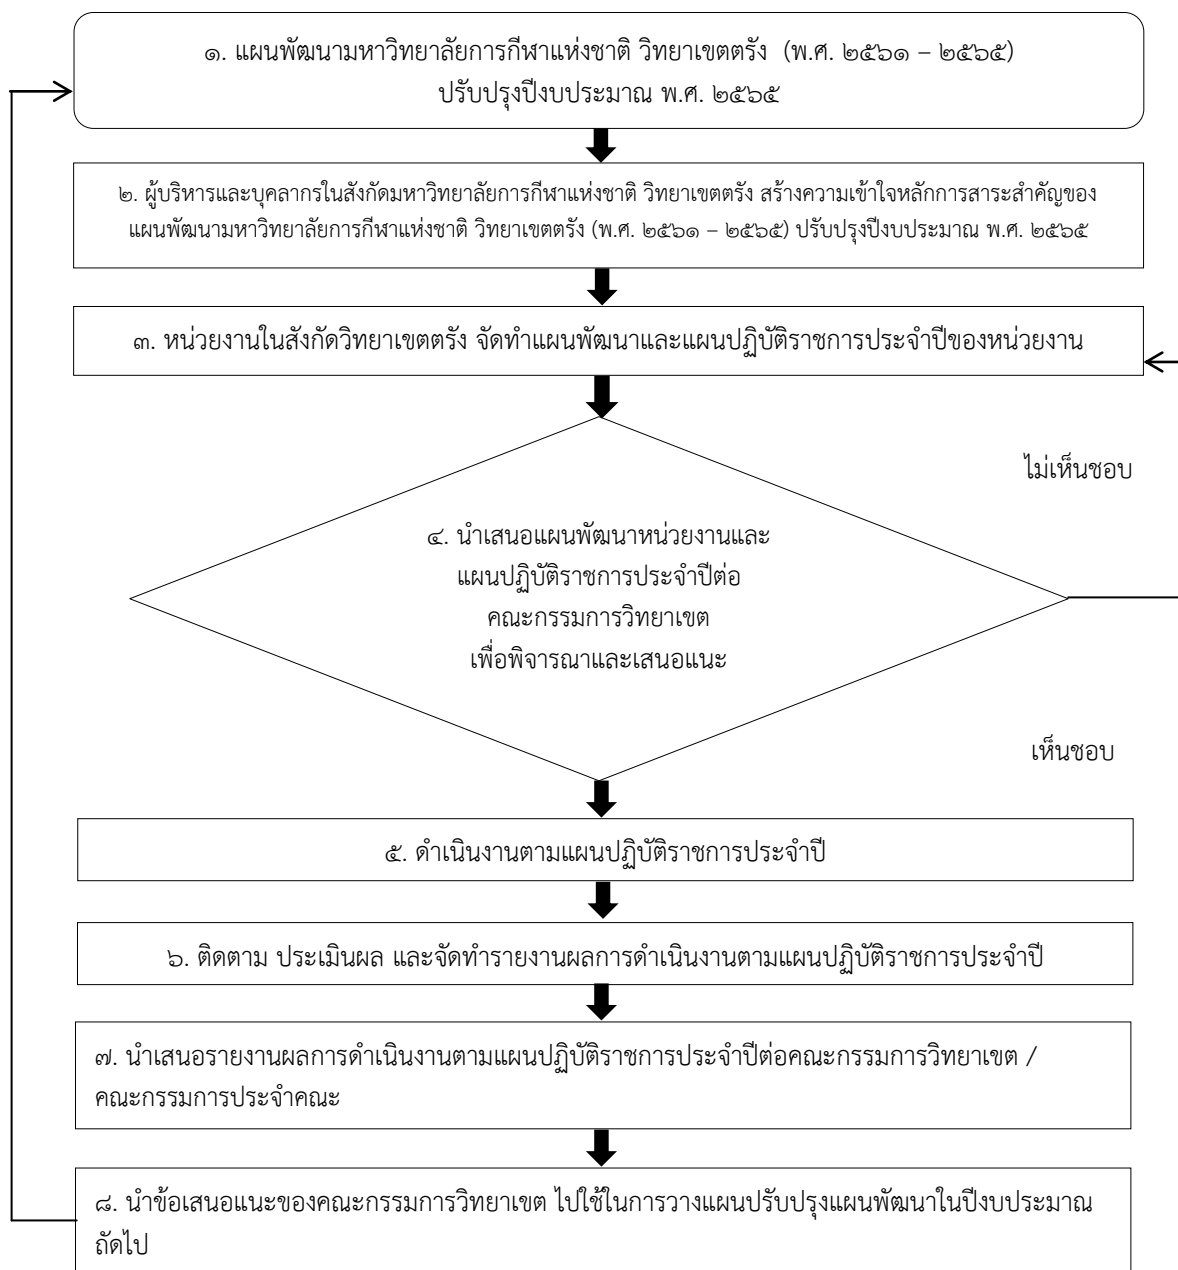 ๑. แผนพัฒนามหาวิทยาลัยการกีฬาแห่งชาติ วิทยาเขตตรัง (พ.ศ. ๒๕๖๑ – ๒๕๖๕)
ปรับปรุงปีงบประมาณ พ.ศ. ๒๕๖๕
๒. ผู้บริหารและบุคลากรในสังกัดมหาวิทยาลัยการกีฬาแห่งชาติ วิทยาเขตตรัง สร้างความเข้าใจหลักการสาระสำคัญของ
แผนพัฒนามหาวิทยาลัยการกีฬาแห่งชาติ วิทยาเขตตรัง (พ.ศ. ๒๕๖๑ – ๒๕๖๕) ปรับปรุงปีงบประมาณ พ.ศ. ๒๕๖๕
๓. หน่วยงานในสังกัดวิทยาเขตตรัง จัดทำแผนพัฒนาและแผนปฏิบัติราชการประจำปีของหน่วยงาน
ไม่เห็นชอบ
๔. นำเสนอแผนพัฒนาหน่วยงานและ
แผนปฏิบัติราชการประจำปีต่อ
คณะกรรมการวิทยาเขต
เพื่อพิจารณาและเสนอแนะ
เห็นชอบ
๕. ดำเนินงานตามแผนปฏิบัติราชการประจำปี
๖. ติดตาม ประเมินผล และจัดทำรายงานผลการดำเนินงานตามแผนปฏิบัติราชการประจำปี
๗. นำเสนอรายงานผลการดำเนินงานตามแผนปฏิบัติราชการประจำปีต่อคณะกรรมการวิทยาเขต /
คณะกรรมการประจำคณะ
๘. นำข้อเสนอแนะของคณะกรรมการวิทยาเขต ไปใช้ในการวางแผนปรับปรุงแผนพัฒนาในปีงบประมาณ
ถัดไป